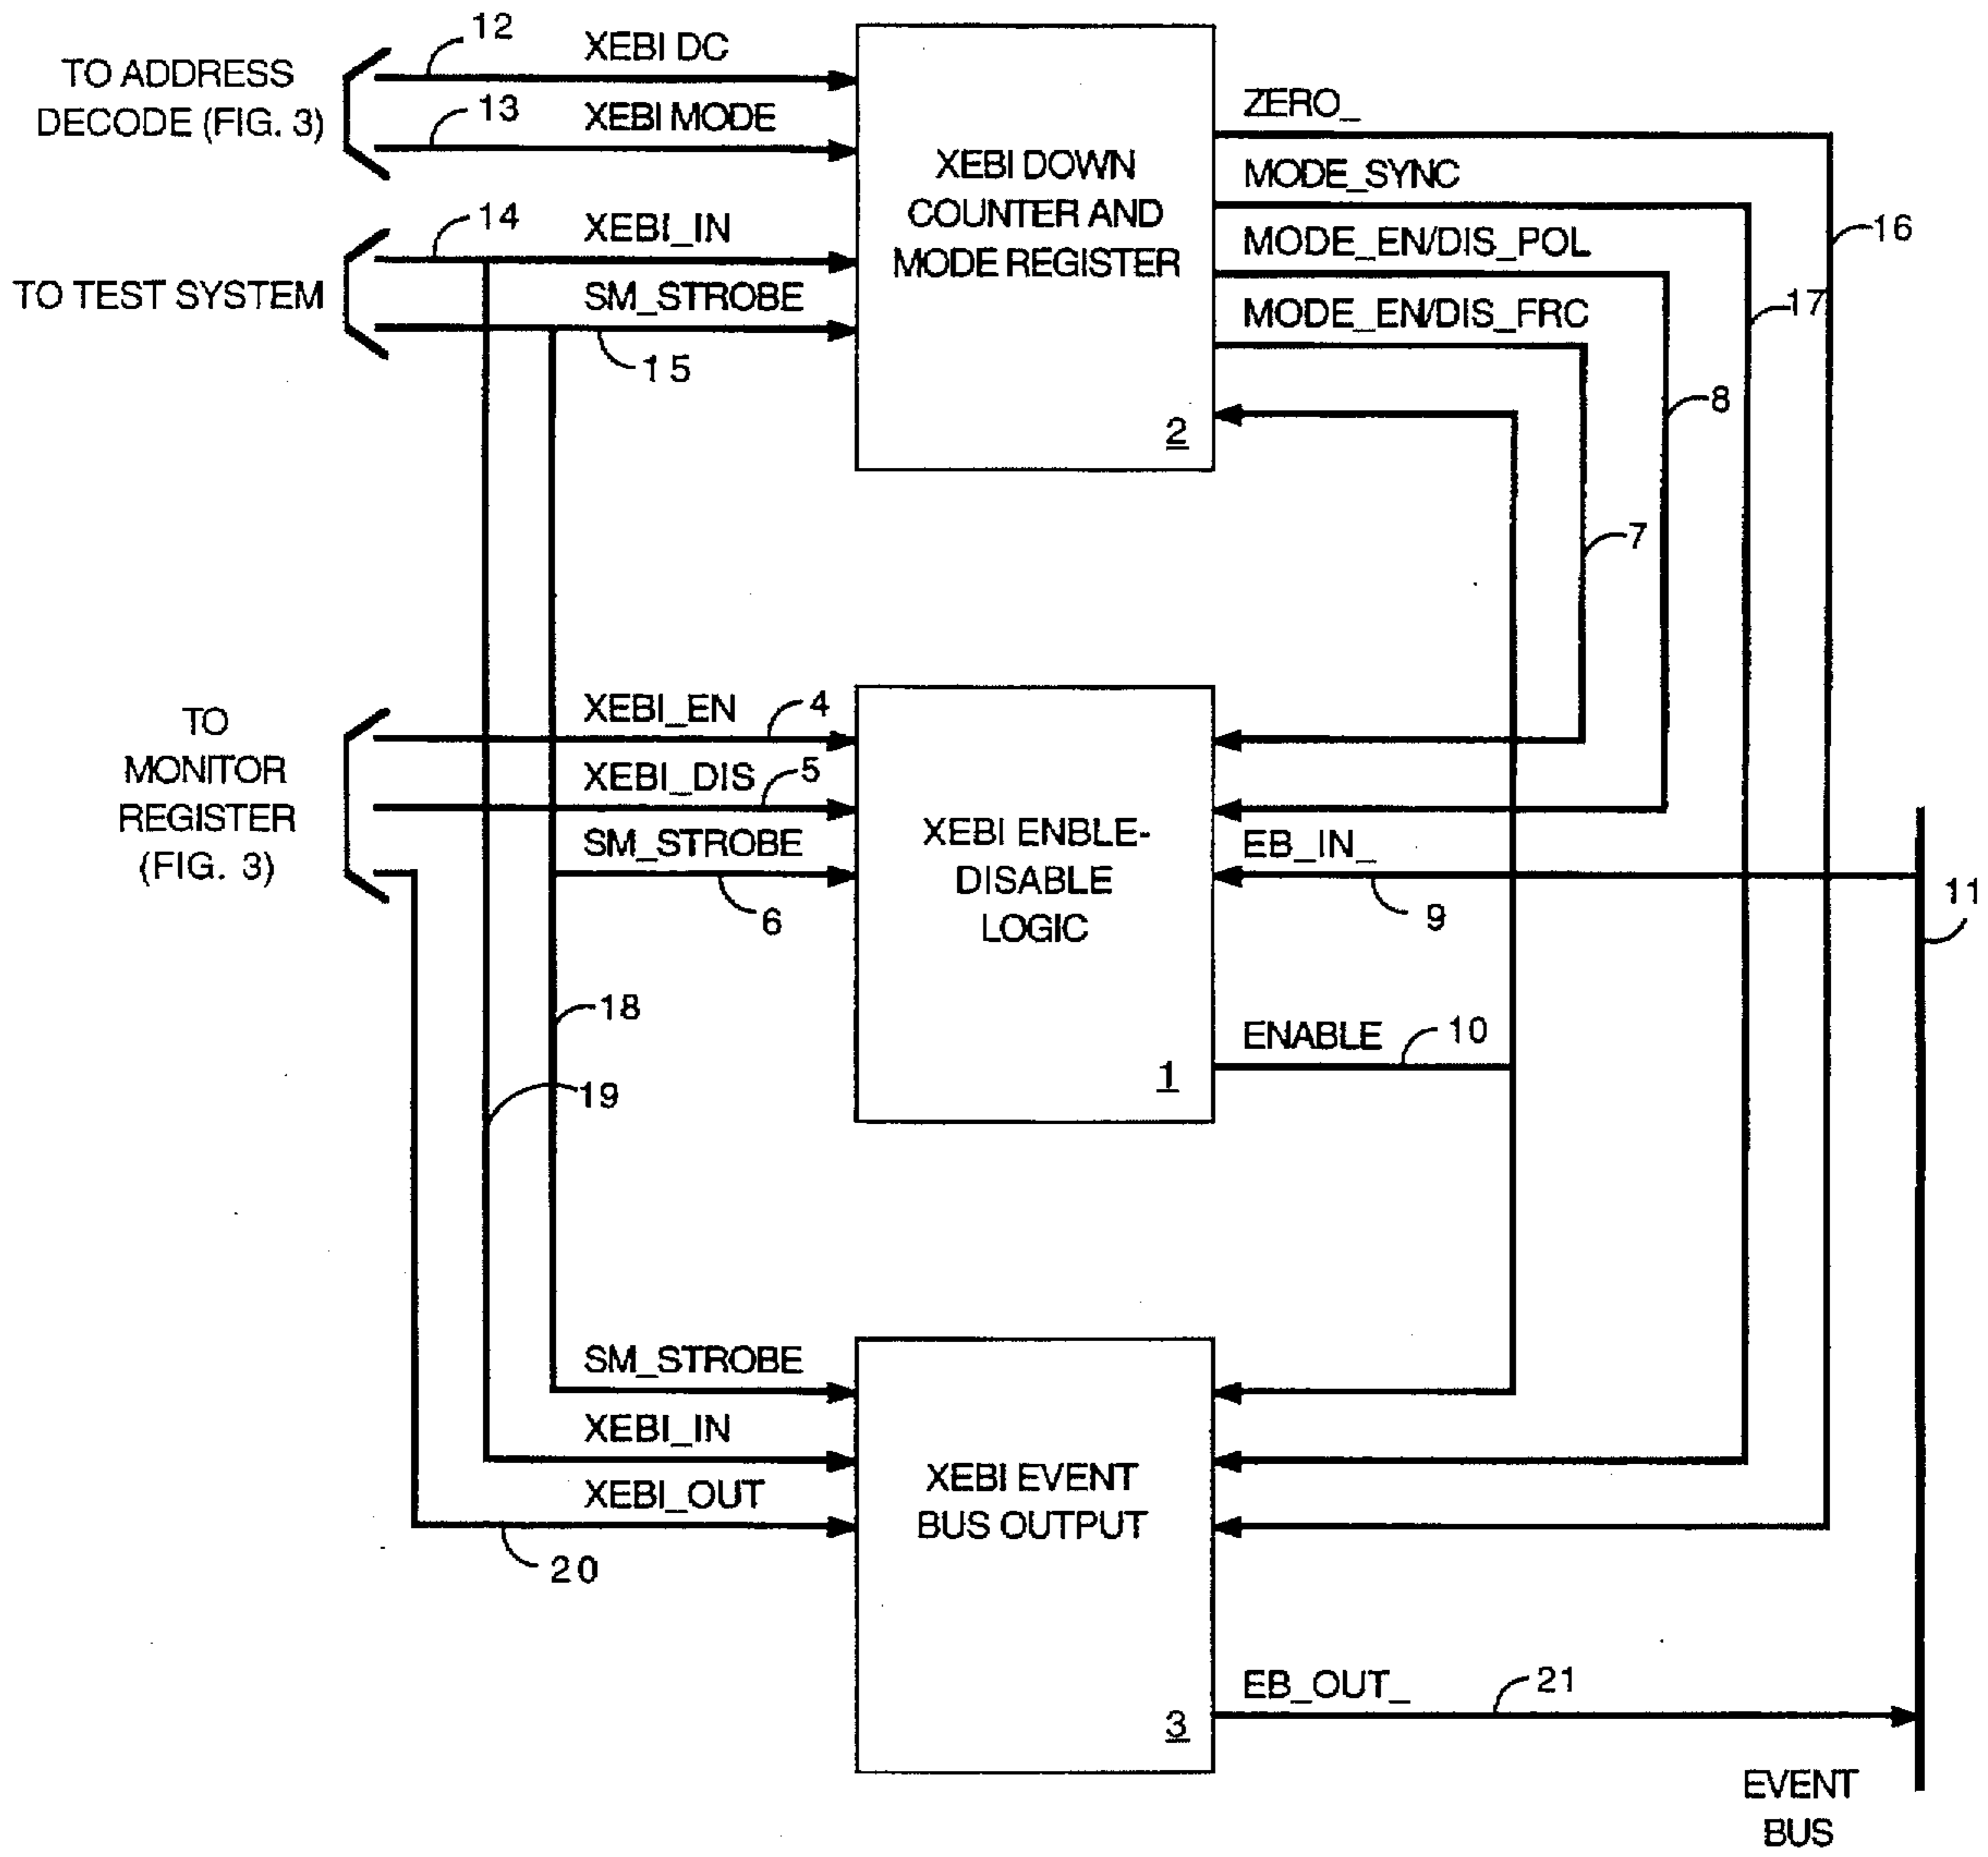 12
XEBI DC
TO ADDRESS
DECODE (FIG. 3)
13
XEBI MODE
14
XEBI_IN
TO TEST SYSTEM
SM_STROBE
15
XEBI DOWN
COUNTER AND
MODE REGISTER
2
ZERO_
MODE_SYNC
MODE_EN/DIS_POL
MODE_EN/DIS_FRC
16
17
8
7
TO
MONITOR
REGISTER
(FIG. 3)
XEBI_EN
4
XEBI_DIS
5
SM_STROBE
6
XEBI ENBLE-
DISABLE
LOGIC
1
EB_IN_
9
11
ENABLE
10
18
19
SM_STROBE
XEBI_IN
XEBI_OUT
20
XEBI EVENT
BUS OUTPUT
3
EB_OUT_
21
EVENT
BUS